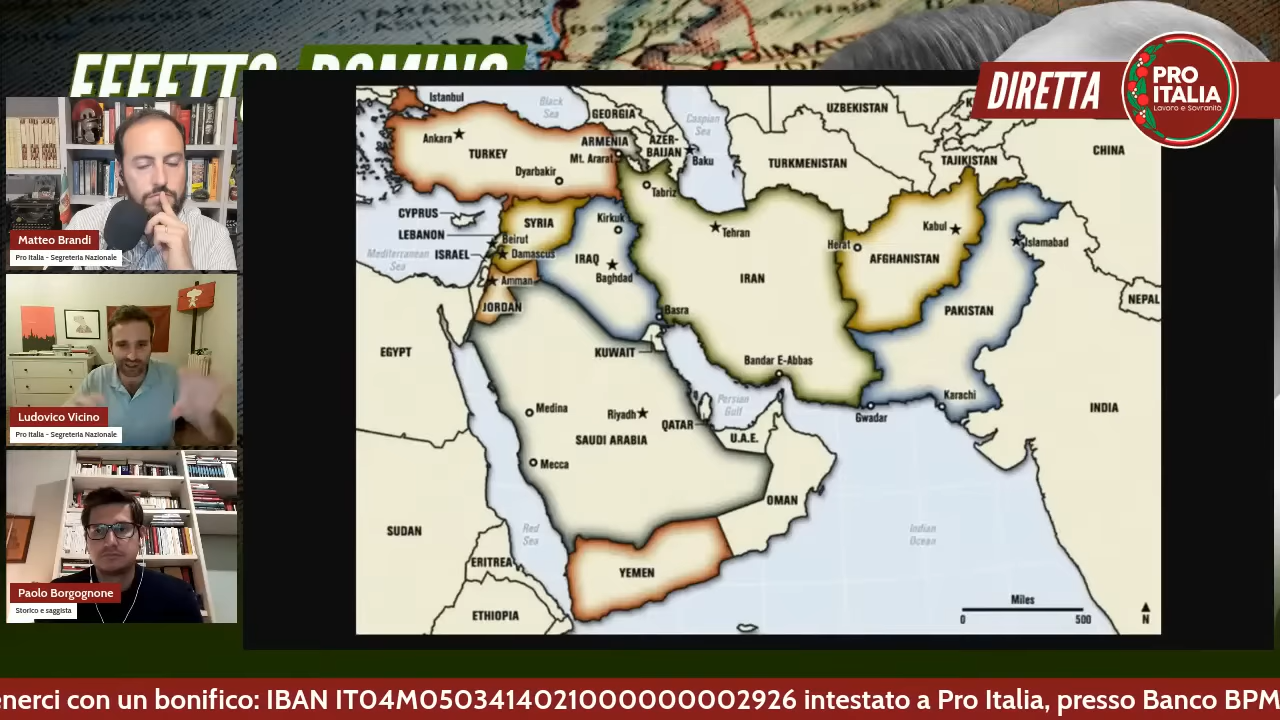 EFFETTO DOMINO
DIRETTA
PRO
ITALIA
Lavoro e Sovranità
Matteo Brandi
Pro Italia - Segreteria Nazionale
Ludovico Vicino
Pro Italia - Segreteria Nazionale
Paolo Borgognone
Storico e saggista
Istanbul
Black
Sea
GEORGIA
Caspian
Sea
UZBEKISTAN
Ankara
TURKEY
ARMENIA
AZER-
BAIJAN
Mt. Ararat
Baku
TURKMENISTAN
TAJIKISTAN
CHINA
Dyarbakir
Tabriz
CYPRUS
SYRIA
Kirkuk
Tehran
Kabul
LEBANON
Beirut
Herat
Islamabad
Mediterranean
Sea
ISRAEL
Damascus
IRAQ
AFGHANISTAN
Baghdad
IRAN
Amman
JORDAN
Basra
PAKISTAN
NEPAL
EGYPT
KUWAIT
Bandar E-Abbas
Karachi
Medina
Riyadh
QATAR
Persian
Gulf
Gwadar
INDIA
SAUDI ARABIA
U.A.E.
Mecca
OMAN
SUDAN
Red
Sea
Indian
Ocean
ERITREA
YEMEN
ETHIOPIA
Miles
0
500
N
enerci con un bonifico: IBAN IT04M0503414021000000002926 intestato a Pro Italia, presso Banco BPM